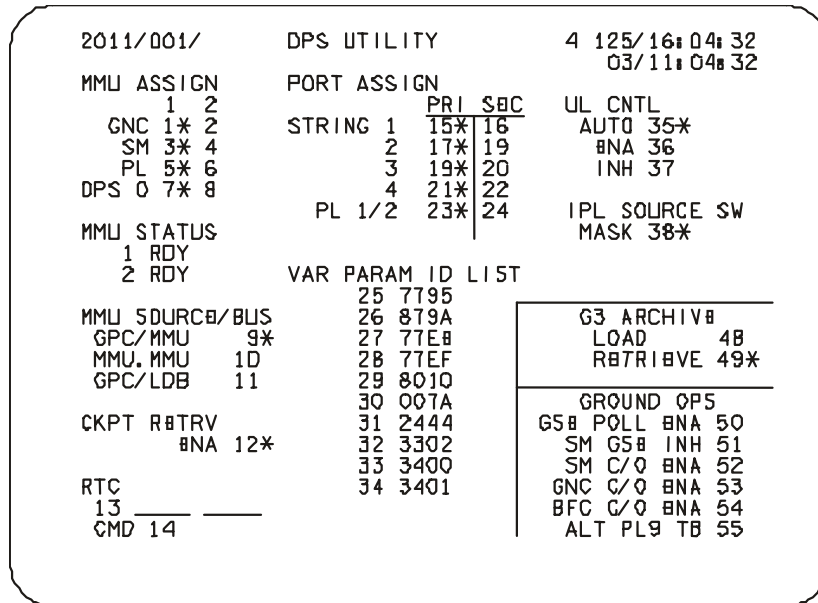 2011/001/ DPS UTILITY 4 125/16:04:32
03/11:04:32
MMU ASSIGN
1 2
GNC 1* 2
SM 3* 4
PL 5* 6
DPS 0 7* 8
MMU STATUS
1 RDY
2 RDY
MMU SOURCE/BUS
GPC/MMU 9*
MMU.MMU 10
GPC/LDB 11
CKPT RETRV
ENA 12*
RTC
13 _____ _____
CMD 14
PORT ASSIGN
PRI SEC
STRING 1 15* 16
2 17* 19
3 19* 20
4 21* 22
PL 1/2 23* 24
VAR PARAM ID LIST
25 7795
26 879A
27 77EE
28 77EF
29 8010
30 007A
31 2444
32 3302
33 3400
34 3401
UL CNTL
AUTO 35*
ENA 36
INH 37
IPL SOURCE SW
MASK 38*
G3 ARCHIVE
LOAD 48
RETRIEVE 49*
GROUND OPS
GSE POLL ENA 50
SM GSE INH 51
SM C/O ENA 52
GNC C/O ENA 53
BFC C/O ENA 54
ALT PL9 TB 55